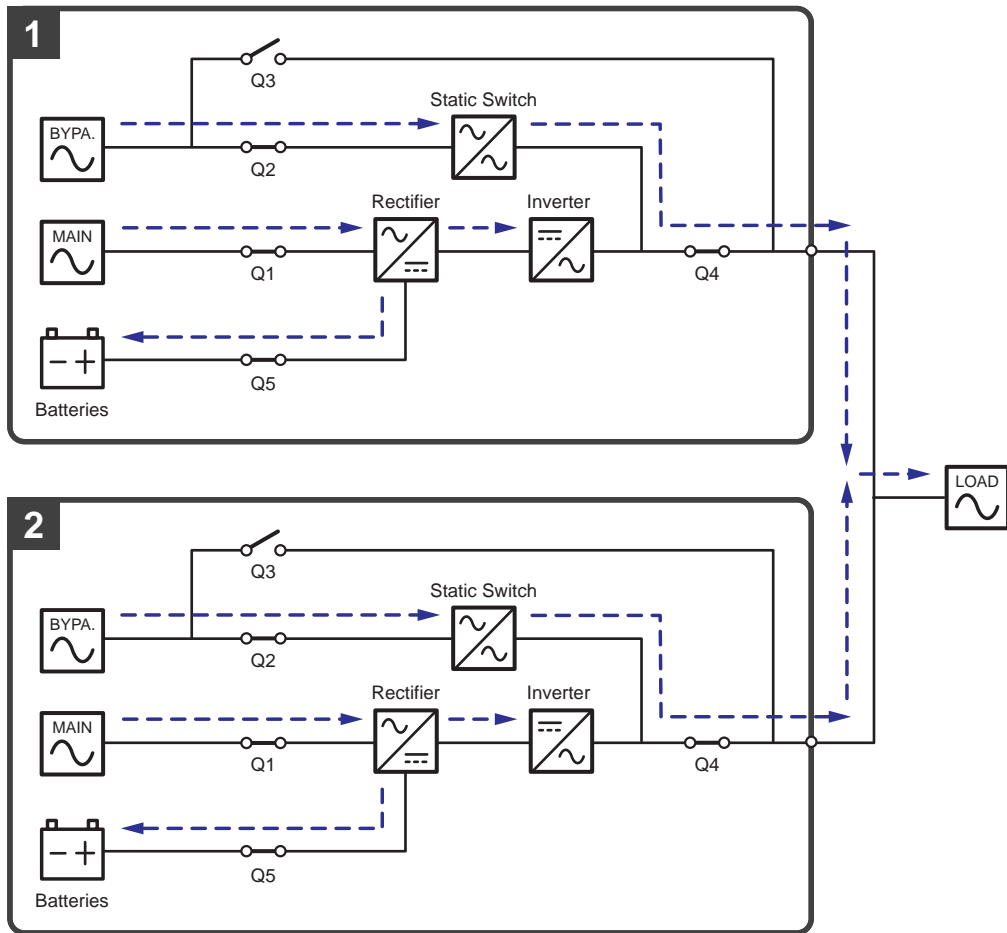 1
Q3
Static Switch
BYPA.
Q2
Rectifier
Inverter
MAIN
Q1
Q4
Q5
Batteries
LOAD
2
Q3
Static Switch
BYPA.
Q2
Rectifier
Inverter
MAIN
Q1
Q4
Q5
Batteries